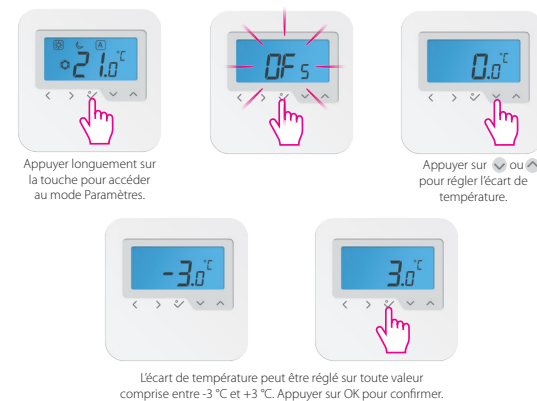 21.0 °C
A
OFs
0.0 °C
Appuyer longuement sur
la touche pour accéder
au mode Paramètres.
Appuyer sur ou
pour régler l'écart de
température.
-3.0 °C
3.0 °C
L'écart de température peut être réglé sur toute valeur
comprise entre -3 °C et +3 °C. Appuyer sur OK pour confirmer.